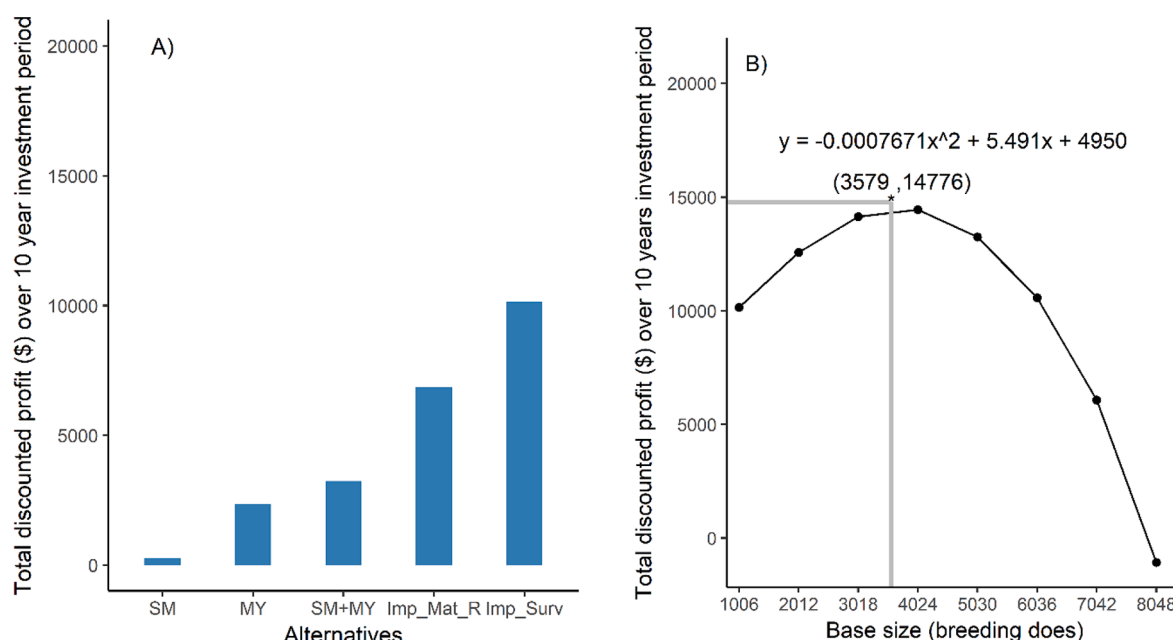 Total discounted profit ($) over 10 year investment period
A)
20000
15000
10000
5000
0
SM MY SM+MY Imp_Mat_R Imp_Surv
Alternatives
Total discounted profit ($) over 10 years investment period
B)
y = -0.0007671x^2 + 5.491x + 4950
(3579 ,14776)
*
20000
15000
10000
5000
0
1006 2012 3018 4024 5030 6036 7042 8048
Base size (breeding does)